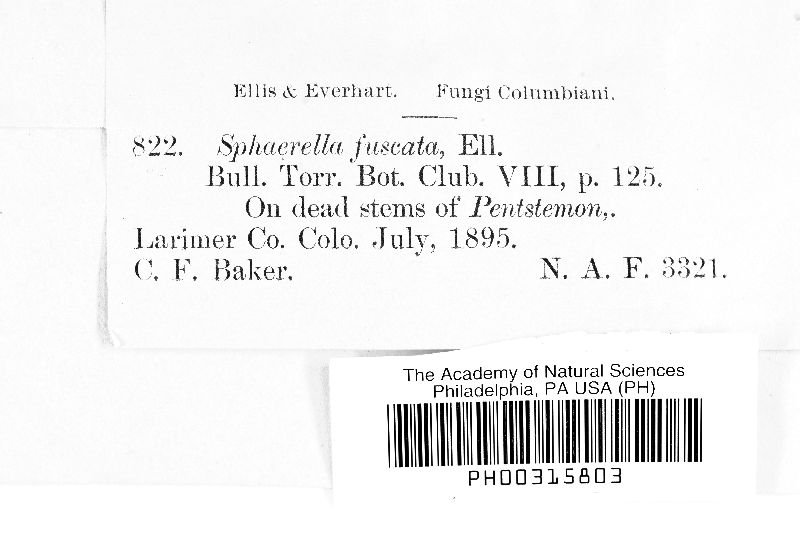 Ellis & Everhart. Fungi Columbiani.
822. Sphaerella fuscata, Ell.
Bull. Torr. Bot. Club. VIII, p. 125.
On dead stems of Pentstemon,.
Larimer Co. Colo. July, 1895.
C. F. Baker. N. A. F. 3321.
The Academy of Natural Sciences
Philadelphia, PA USA (PH)
PH00315803